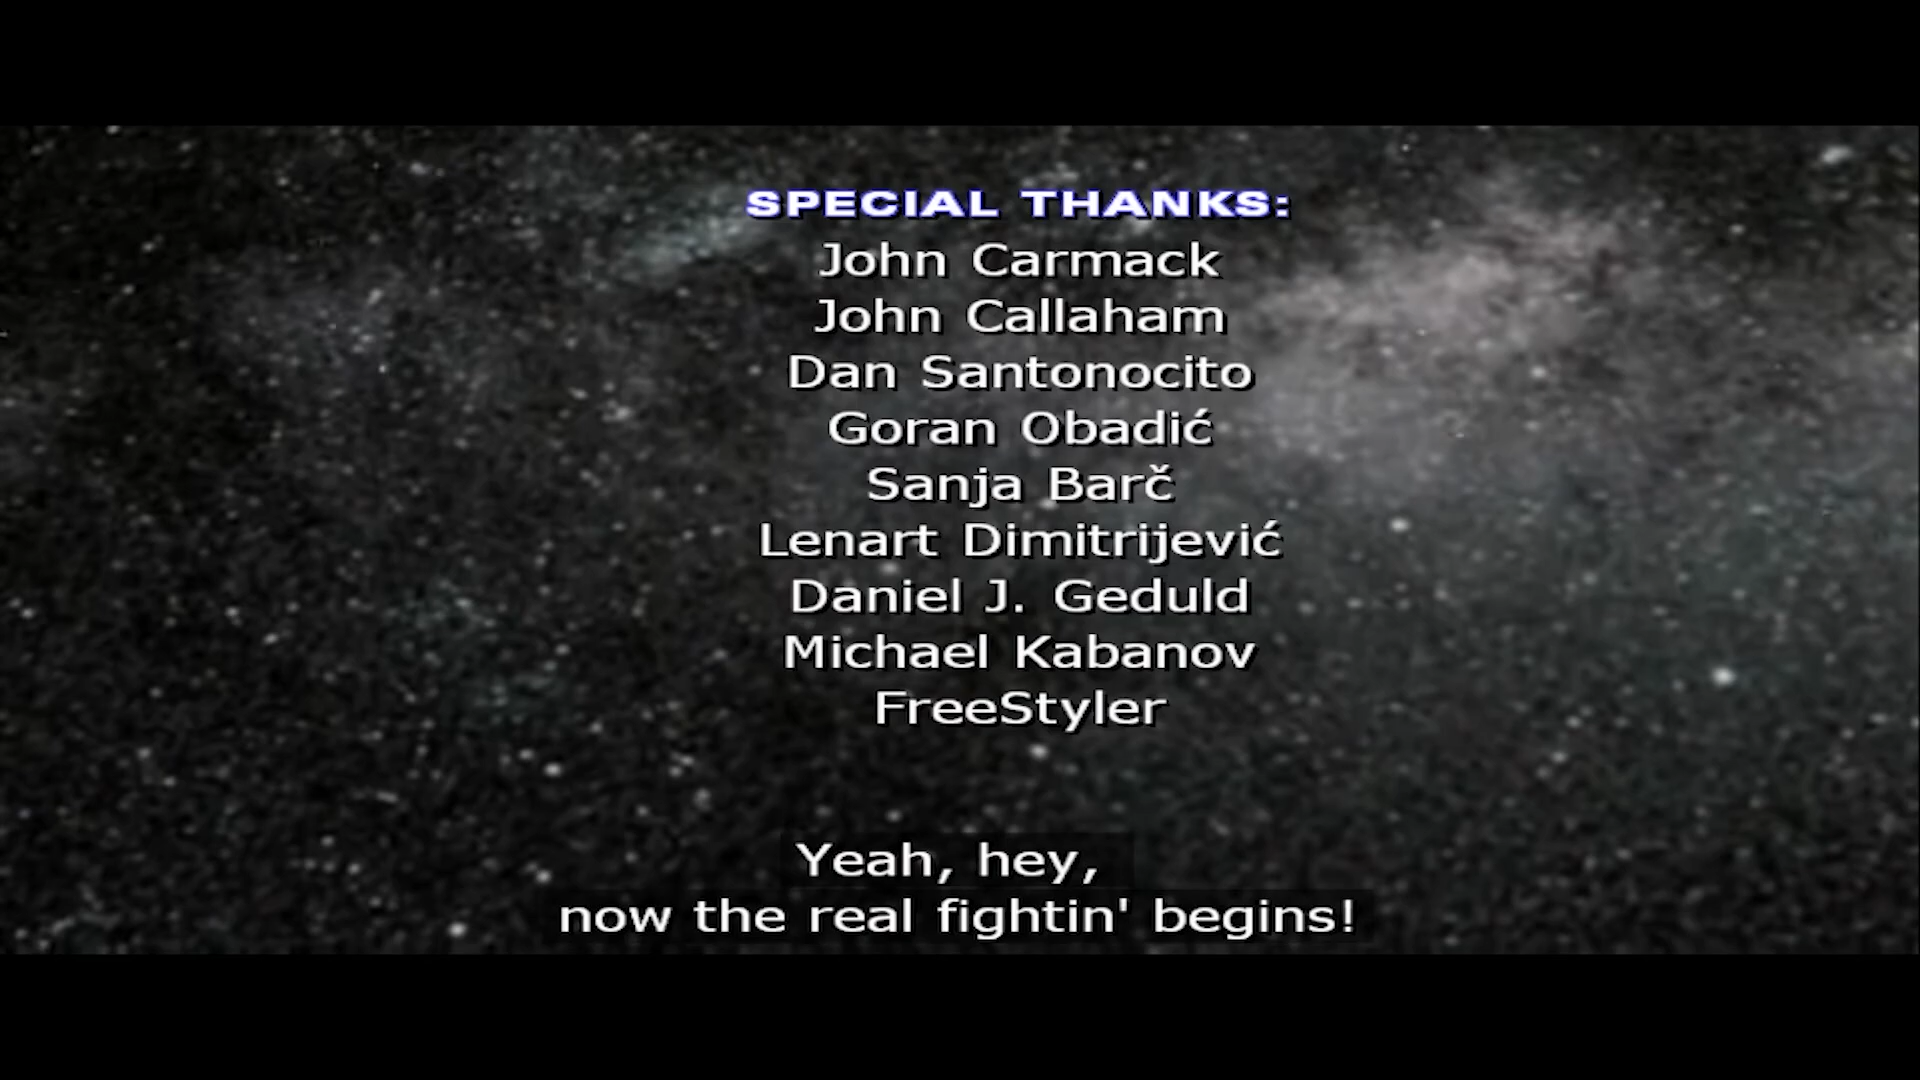 SPECIAL THANKS:
John Carmack
John Callaham
Dan Santonocito
Goran Obadić
Sanja Barč
Lenart Dimitrijević
Daniel J. Geduld
Michael Kabanov
FreeStyler
Yeah, hey,
now the real fightin' begins!